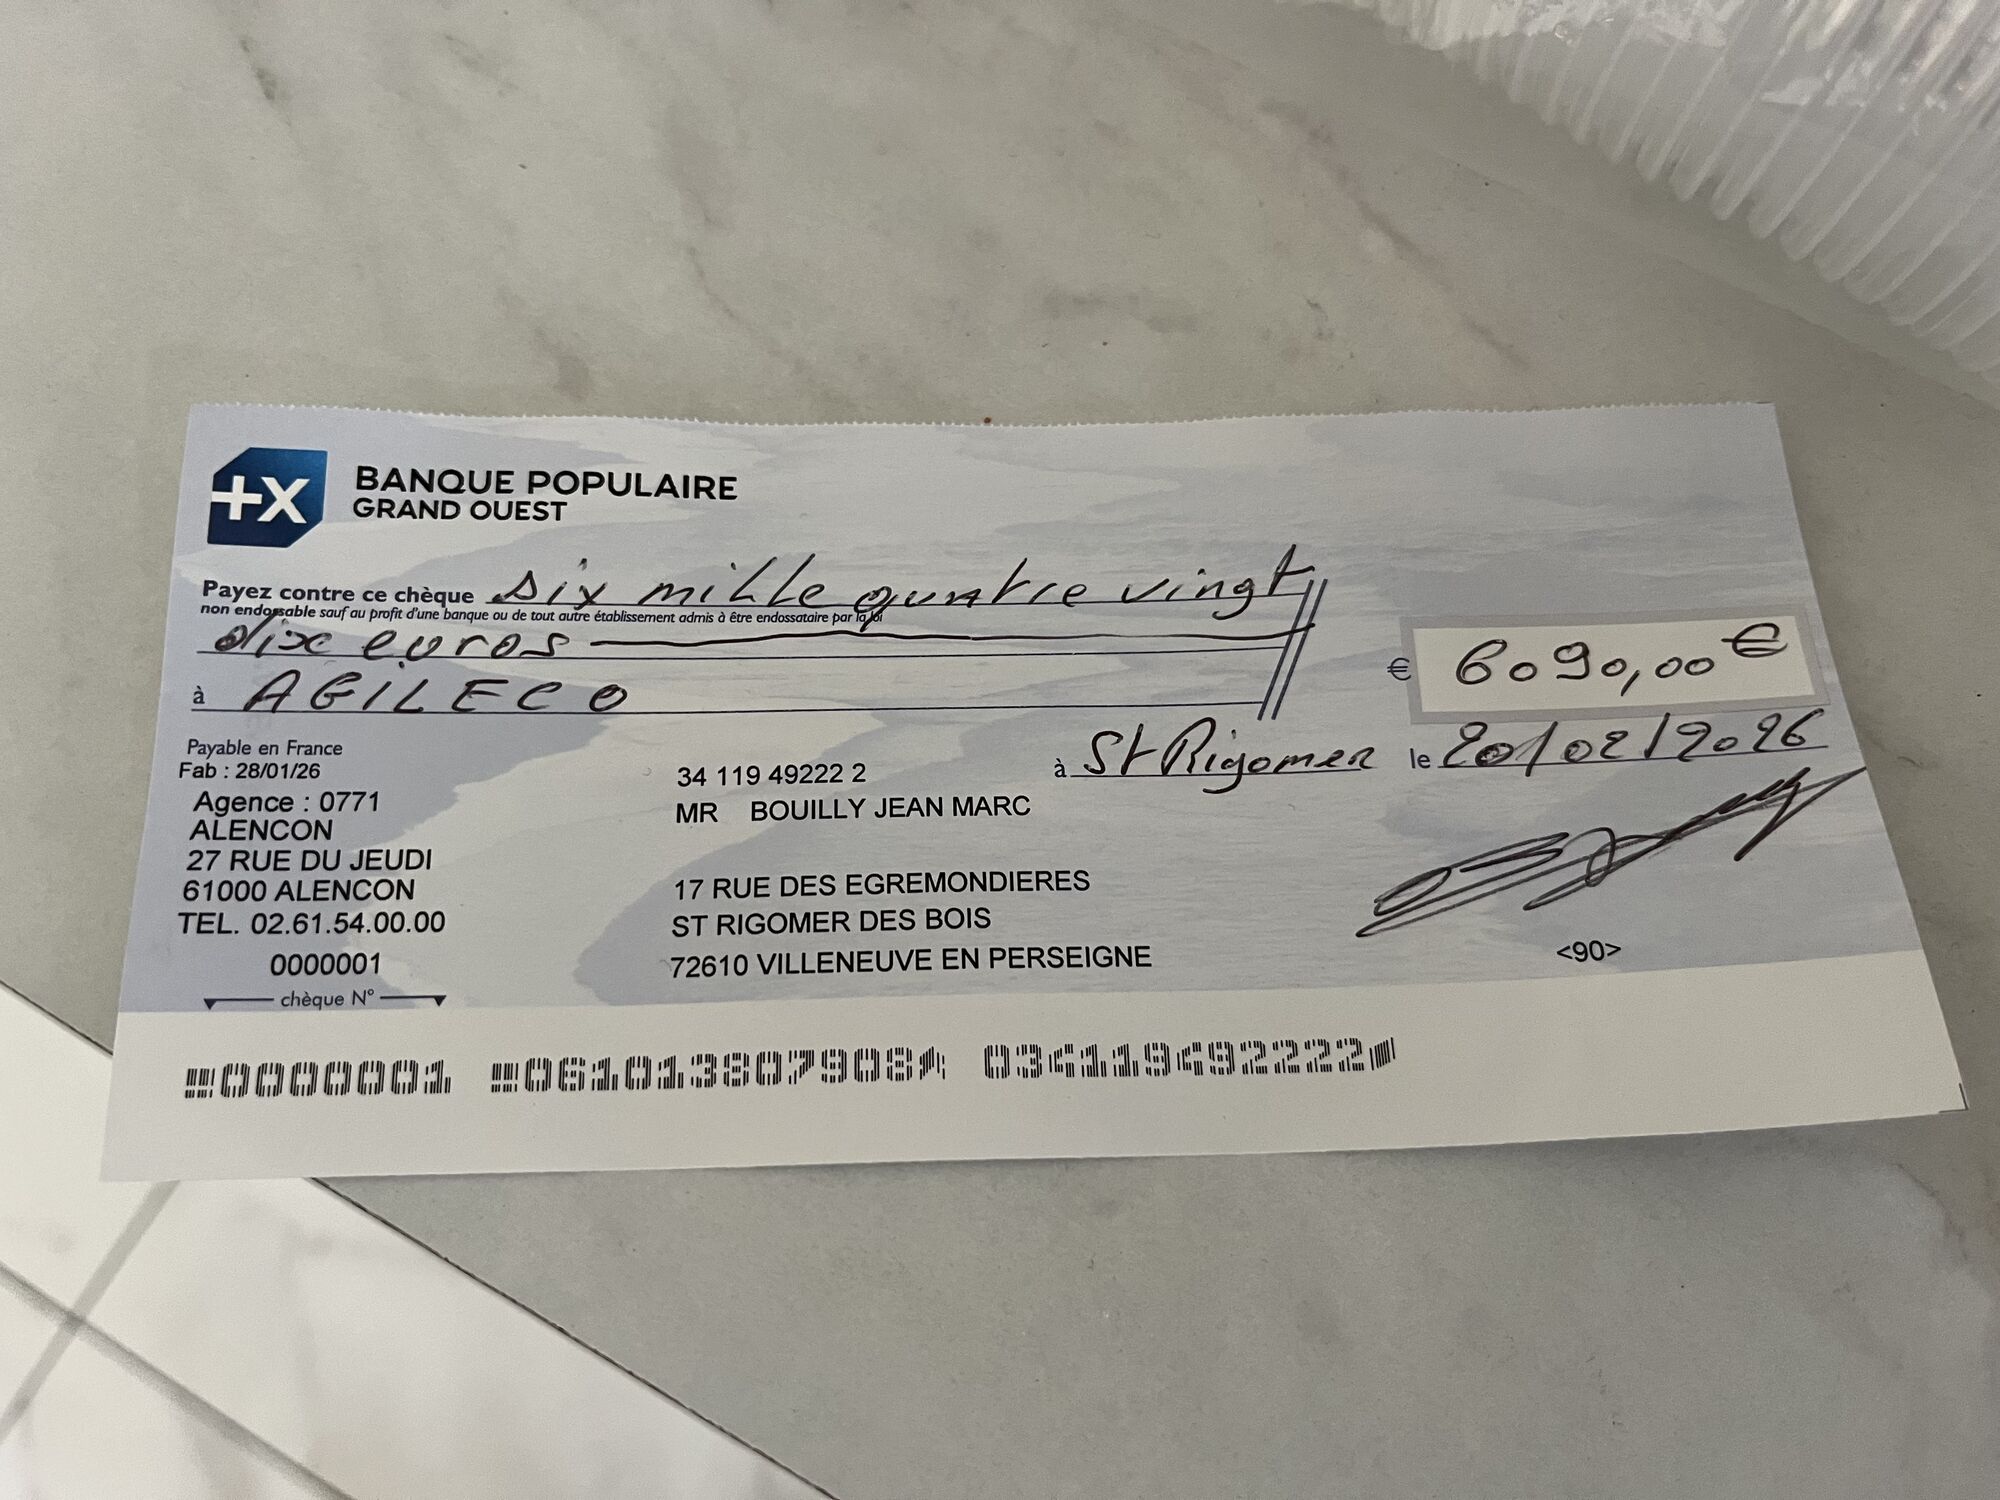 +X
BANQUE POPULAIRE
GRAND OUEST
Payez contre ce chèque six mille quatre vingt
non endossable sauf au profit d'une banque ou de tout autre établissement admis à être endossataire par la loi
dix euros
€ 6090,00 €
à AGILECO
à St Rigomer le 20/02/2026
Payable en France
Fab : 28/01/26
Agence : 0771
ALENCON
27 RUE DU JEUDI
61000 ALENCON
TEL. 02.61.54.00.00
0000001
chèque N°
34 119 49222 2
MR BOUILLY JEAN MARC
17 RUE DES EGREMONDIERES
ST RIGOMER DES BOIS
72610 VILLENEUVE EN PERSEIGNE
<90>
0000001 061013807908 034119492222